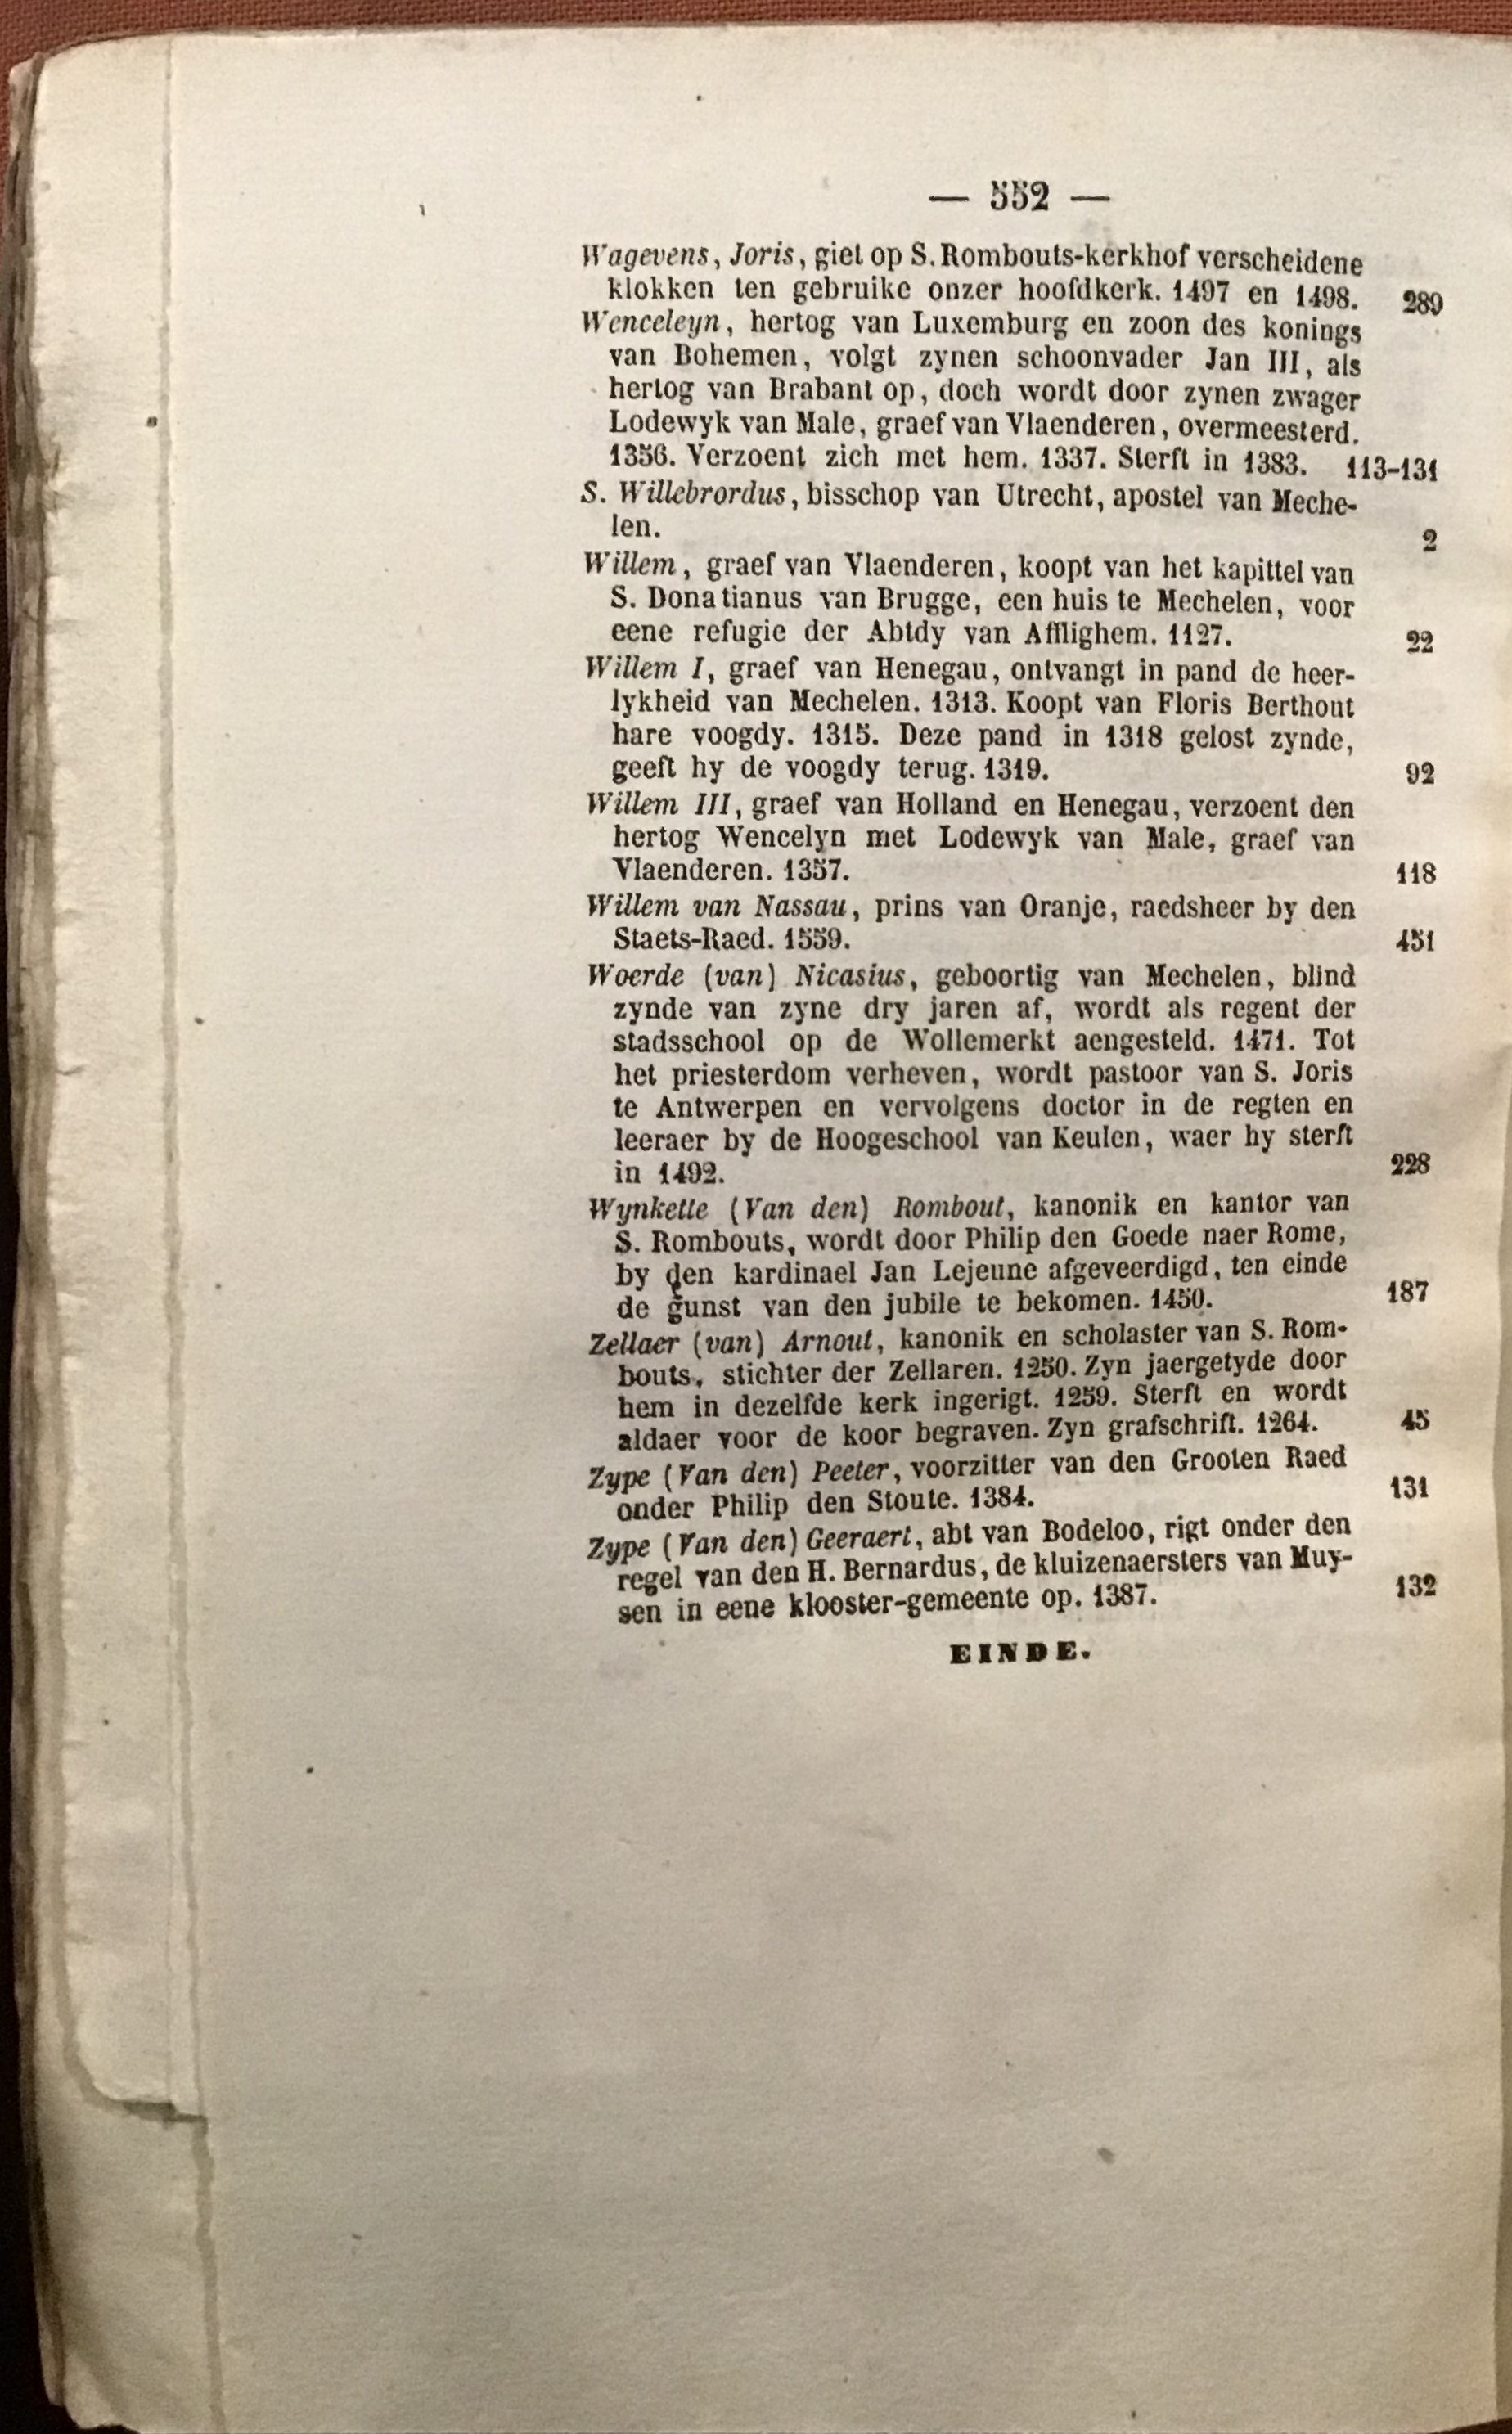 — 552 —
Wagevens, Joris, giet op S. Rombouts-kerkhof verscheidene
klokken ten gebruike onzer hoofdkerk. 1497 en 1498. 289
Wenceleyn, hertog van Luxemburg en zoon des konings
van Bohemen, volgt zynen schoonvader Jan III, als
hertog van Brabant op, doch wordt door zynen zwager
Lodewyk van Male, graef van Vlaenderen, overmeesterd.
1356. Verzoent zich met hem. 1337. Sterft in 1383. 113-131
S. Willebrordus, bisschop van Utrecht, apostel van Meche-
len. 2
Willem, graef van Vlaenderen, koopt van het kapittel van
S. Donatianus van Brugge, een huis te Mechelen, voor
eene refugie der Abtdy van Afflighem. 1127. 22
Willem I, graef van Henegau, ontvangt in pand de heer-
lykheid van Mechelen. 1313. Koopt van Floris Berthout
hare voogdy. 1315. Deze pand in 1318 gelost zynde,
geeft hy de voogdy terug. 1319. 92
Willem III, graef van Holland en Henegau, verzoent den
hertog Wencelyn met Lodewyk van Male, graef van
Vlaenderen. 1357. 118
Willem van Nassau, prins van Oranje, raedsheer by den
Staets-Raed. 1559. 451
Woerde (van) Nicasius, geboortig van Mechelen, blind
zynde van zyne dry jaren af, wordt als regent der
stadsschool op de Wollemerkt aengesteld. 1471. Tot
het priesterdom verheven, wordt pastoor van S. Joris
te Antwerpen en vervolgens doctor in de regten en
leeraer by de Hoogeschool van Keulen, waer hy sterft
in 1492. 228
Wynkette (Van den) Rombout, kanonik en kantor van
S. Rombouts, wordt door Philip den Goede naer Rome,
by den kardinael Jan Lejeune afgeveerdigd, ten einde
de gunst van den jubile te bekomen. 1450. 187
Zellaer (van) Arnout, kanonik en scholaster van S. Rom-
bouts, stichter der Zellaren. 1250. Zyn jaergetyde door
hem in dezelfde kerk ingerigt. 1259. Sterft en wordt
aldaer voor de koor begraven. Zyn grafschrift. 1264. 45
Zype (Van den) Peeter, voorzitter van den Grooten Raed
onder Philip den Stoute. 1384. 131
Zype (Van den) Geeraert, abt van Bodeloo, rigt onder den
regel van den H. Bernardus, de kluizenaersters van Muy-
sen in eene klooster-gemeente op. 1387. 132
EINDE.